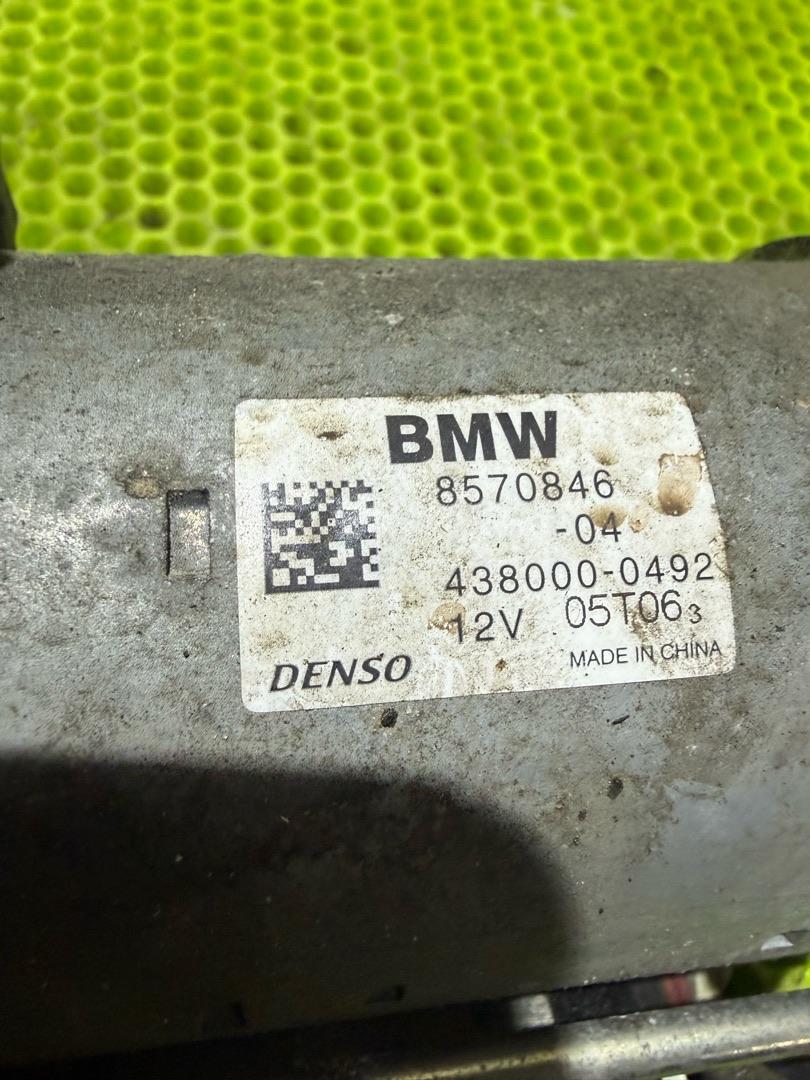 BMW
8570846
-04
438000-0492
12V 05T063
DENSO
MADE IN CHINA